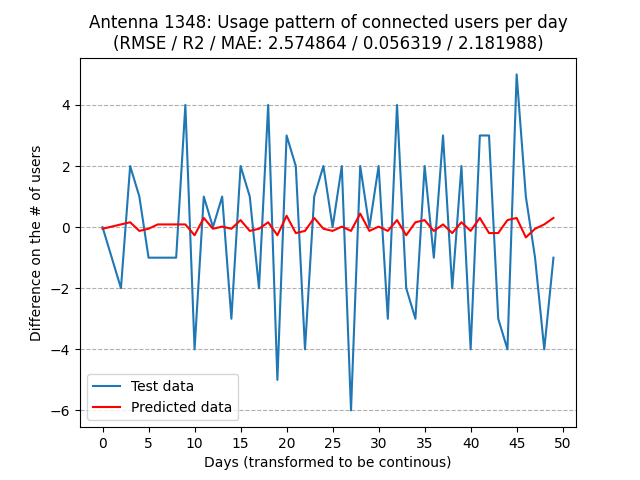 Antenna 1348: Usage pattern of connected users per day
(RMSE / R2 / MAE: 2.574864 / 0.056319 / 2.181988)
Difference on the # of users
4
2
0
−2
−4
−6
Test data
Predicted data
0 5 10 15 20 25 30 35 40 45 50
Days (transformed to be continous)